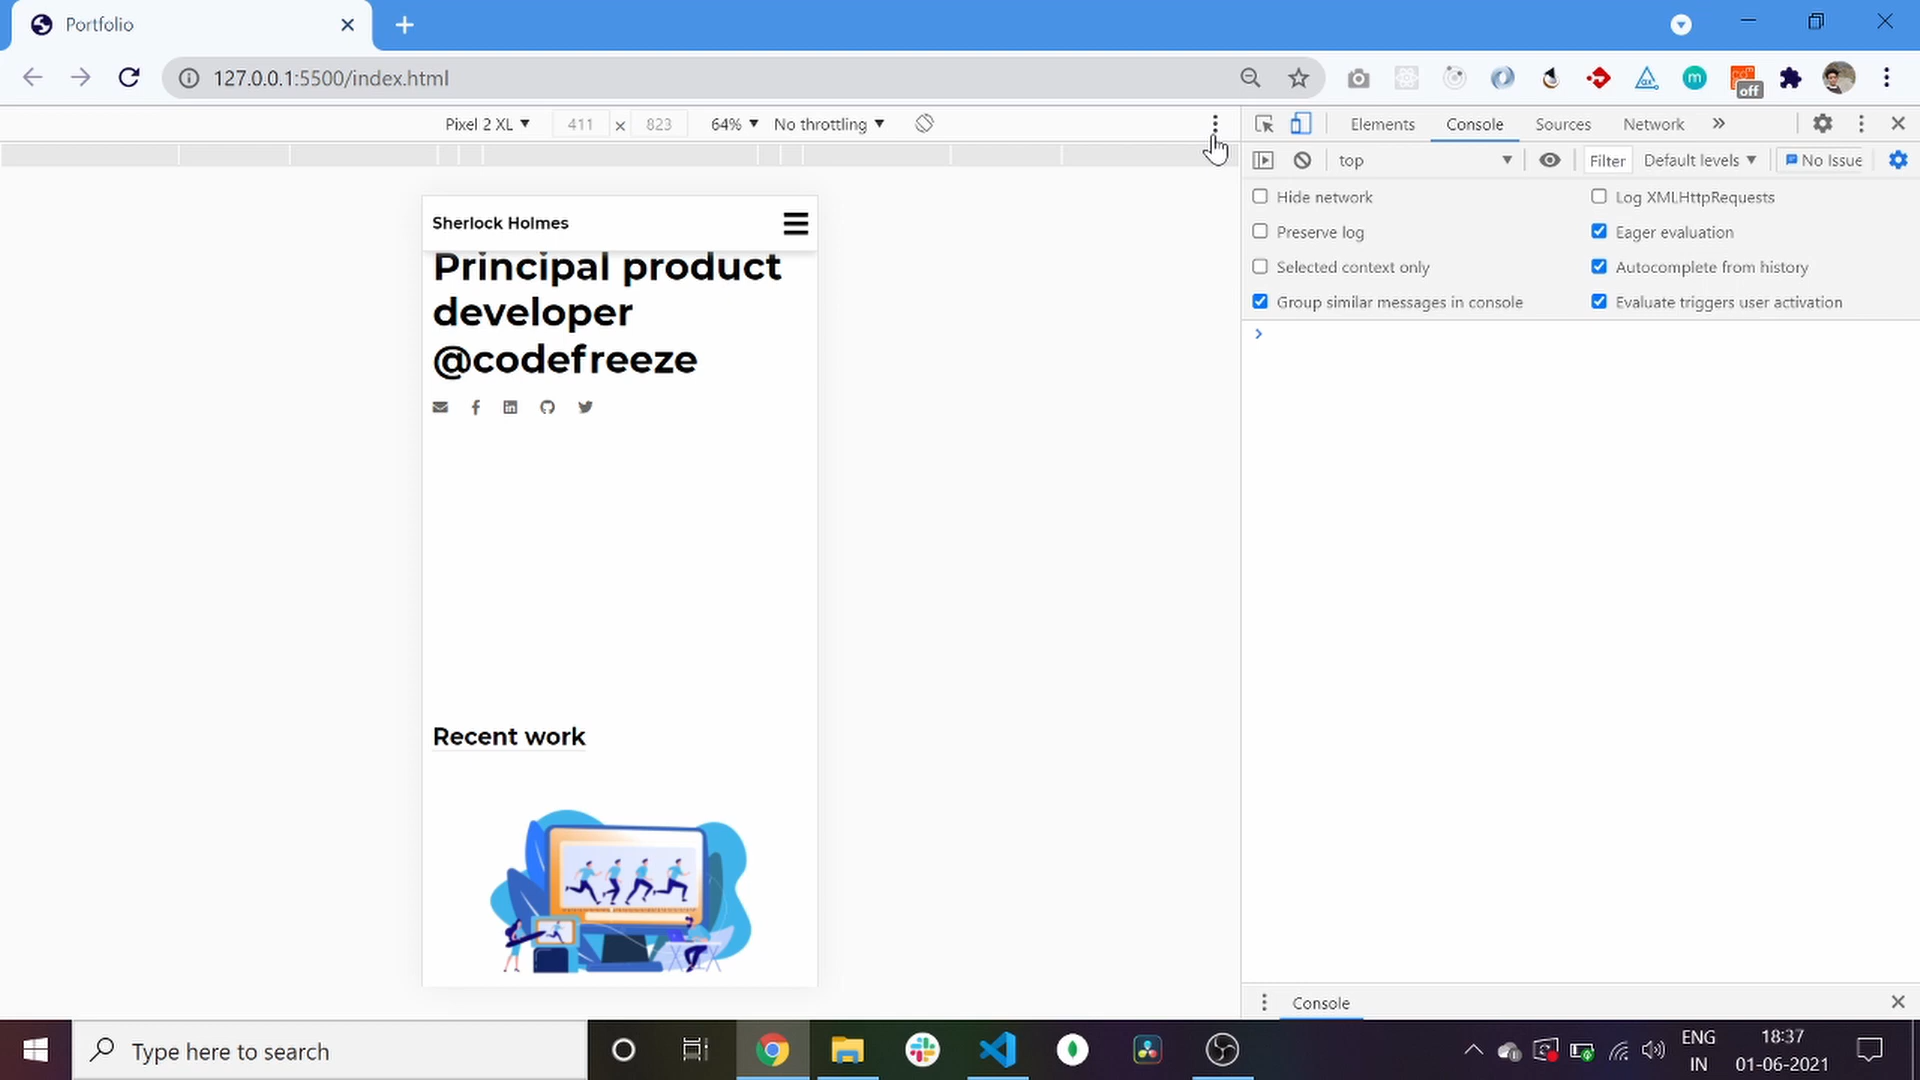 Portfolio
127.0.0.1:5500/index.html
off
Pixel 2 XL 411 x 823 64% No throttling
Elements Console Sources Network
top Filter Default levels No Issue
Hide network Log XMLHttpRequests
Preserve log Eager evaluation
Selected context only Autocomplete from history
Group similar messages in console Evaluate triggers user activation
Sherlock Holmes
Principal product
developer
@codefreeze
Recent work
Console
Type here to search
ENG
IN
18:37
01-06-2021